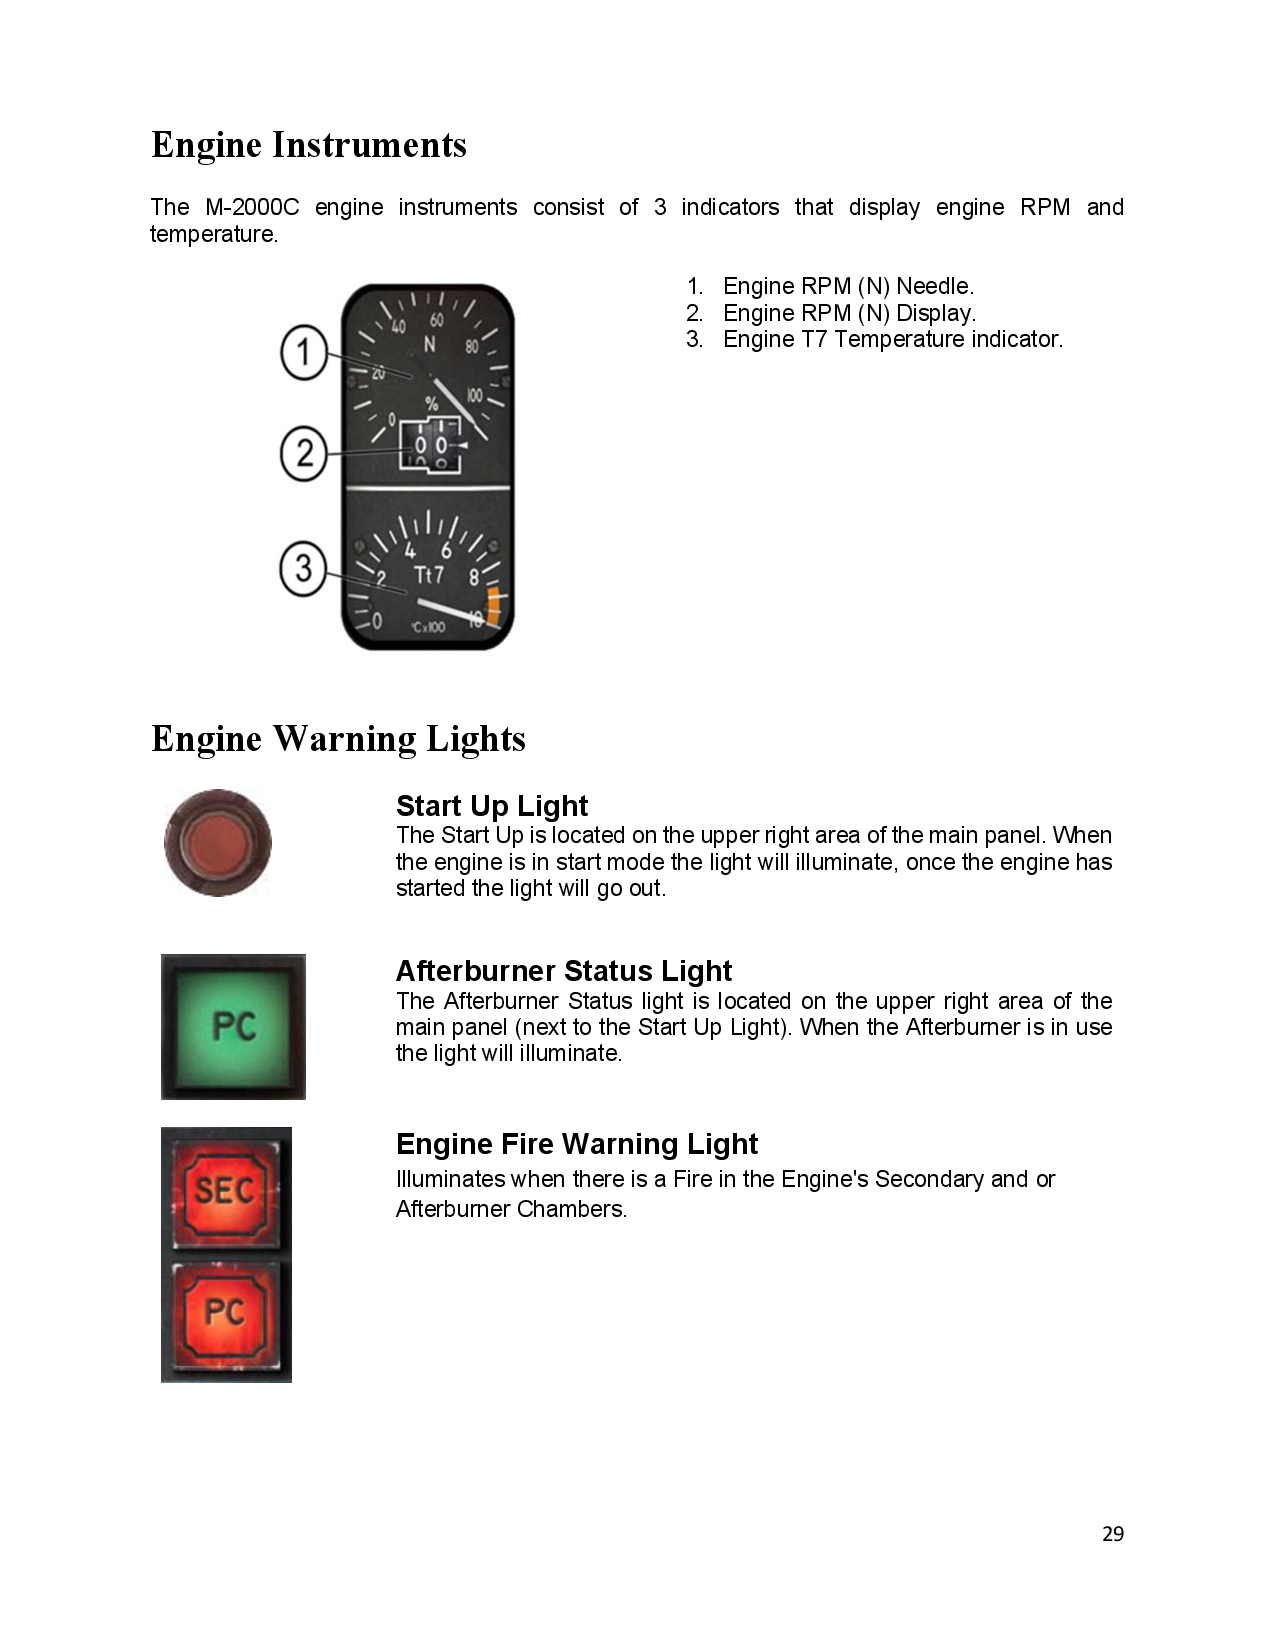 Engine Instruments
The M-2000C engine instruments consist of 3 indicators that display engine RPM and
temperature.
1. Engine RPM (N) Needle.
2. Engine RPM (N) Display.
3. Engine T7 Temperature indicator.
1
2
3
0
20
40
60
80
100
N
%
0 0
0
2
4
6
8
10
Tt7
°C x100
Engine Warning Lights
Start Up Light
The Start Up is located on the upper right area of the main panel. When
the engine is in start mode the light will illuminate, once the engine has
started the light will go out.
PC
Afterburner Status Light
The Afterburner Status light is located on the upper right area of the
main panel (next to the Start Up Light). When the Afterburner is in use
the light will illuminate.
SEC
PC
Engine Fire Warning Light
Illuminates when there is a Fire in the Engine's Secondary and or
Afterburner Chambers.
29